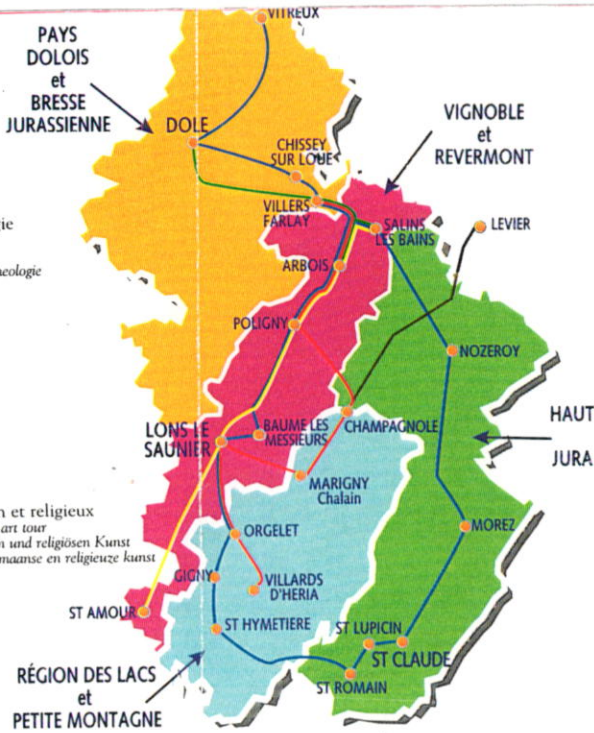 VITREUX
PAYS
DOLOIS
et
BRESSE
JURASSIENNE
DOLE
CHISSEY
SUR LOUE
VIGNOBLE
et
REVERMONT
VILLERS
FARLAY
SALINS
LES BAINS
LEVIER
ARBOIS
POLIGNY
NOZEROY
CHAMPAGNOLE
LONS LE
SAUNIER
BAUME LES
MESSIEURS
HAUT
JURA
MARIGNY
Chalain
n et religieux
art tour
n und religiösen Kunst
maanse en religieuze kunst
MOREZ
ORGELET
GIGNY
VILLARDS
D'HERIA
ST AMOUR
ST HYMETIERE
ST LUPICIN
ST CLAUDE
ST ROMAIN
RÉGION DES LACS
et
PETITE MONTAGNE